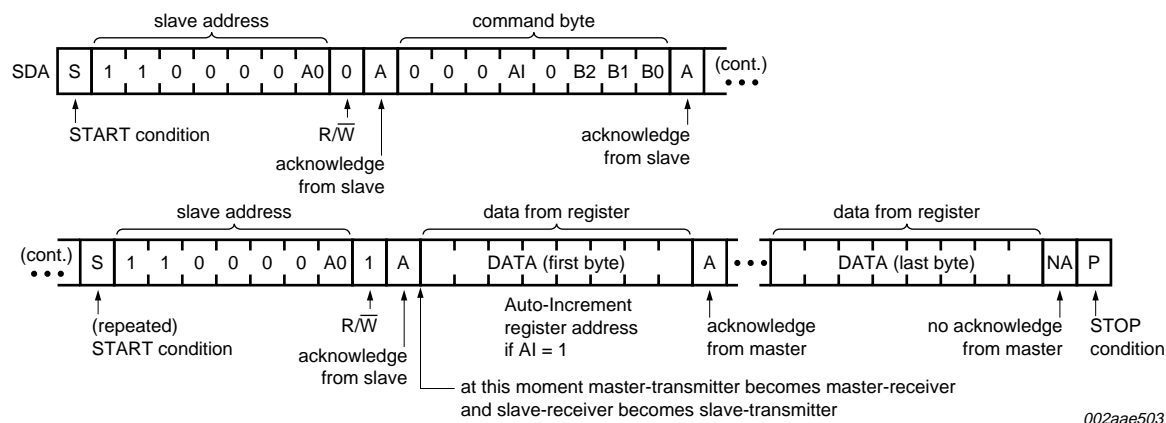 slave address command byte
SDA S 1 1 0 0 0 0 A0 0 A 0 0 0 AI 0 B2 B1 B0 A (cont.)
START condition R/W̅ acknowledge from slave acknowledge from slave
slave address data from register data from register
(cont.) S 1 1 0 0 0 0 A0 1 A DATA (first byte) A DATA (last byte) NA P
(repeated) START condition R/W̅ acknowledge from slave Auto-Increment register address if AI = 1 acknowledge from master no acknowledge from master STOP condition
at this moment master-transmitter becomes master-receiver
and slave-receiver becomes slave-transmitter
002aae503